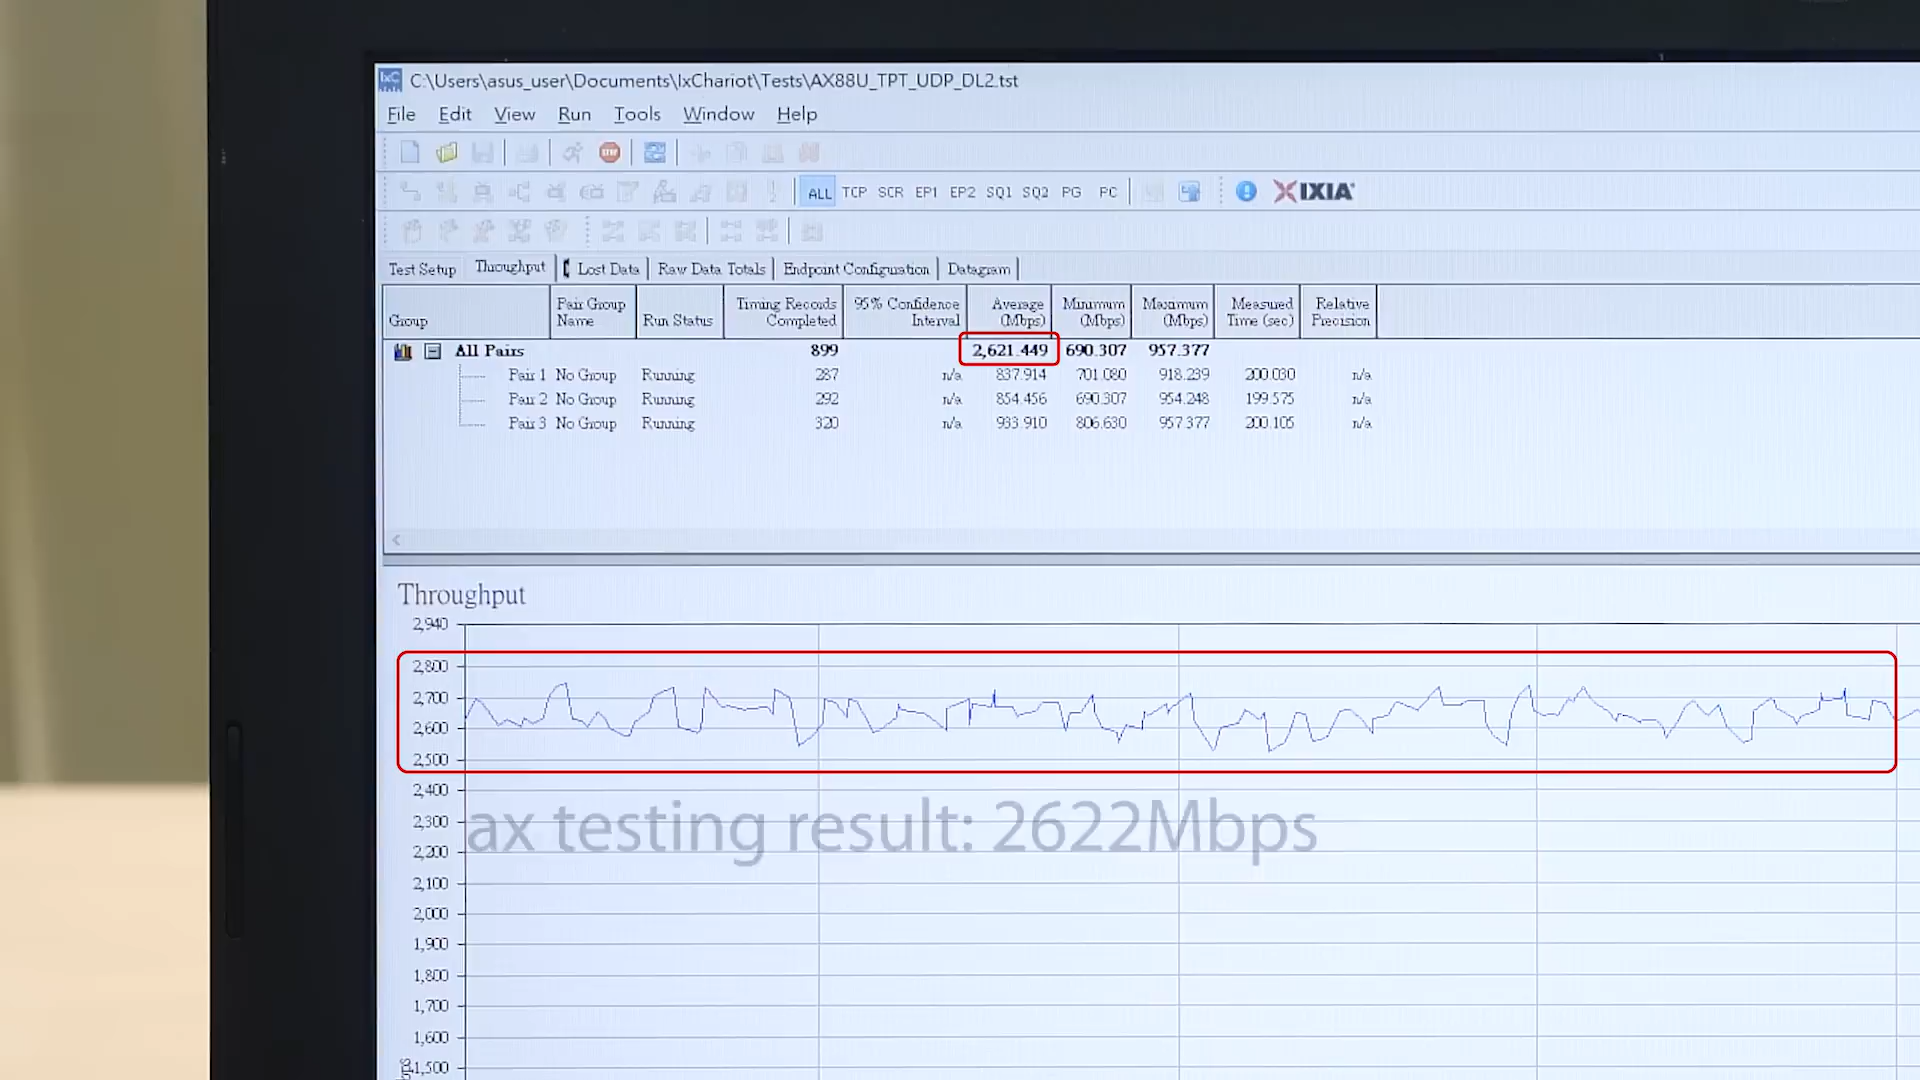 IxC
C:\Users\asus_user\Documents\IxChariot\Tests\AX88U_TPT_UDP_DL2.tst
File Edit View Run Tools Window Help
STOP
ALL TCP SCR EP1 EP2 SQ1 SQ2 PG PC XIXIA
Test Setup Throughput Lost Data Raw Data Totals Endpoint Configuration Datagram
Group Pair Group Name Run Status Timing Records Completed 95% Confidence Interval Average (Mbps) Minimum (Mbps) Maximum (Mbps) Measured Time (sec) Relative Precision
All Pairs 899 2,621.449 690.307 957.377
Pair 1 No Group Running 287 n/a 837.914 701.080 918.239 200.030 n/a
Pair 2 No Group Running 292 n/a 854.456 690.307 954.248 199.575 n/a
Pair 3 No Group Running 320 n/a 933.910 806.630 957.377 200.105 n/a
Throughput
2,940
2,800
2,700
2,600
2,500
2,400
2,300
ax testing result: 2622Mbps
2,200
2,100
2,000
1,900
1,800
1,700
1,600
1,500